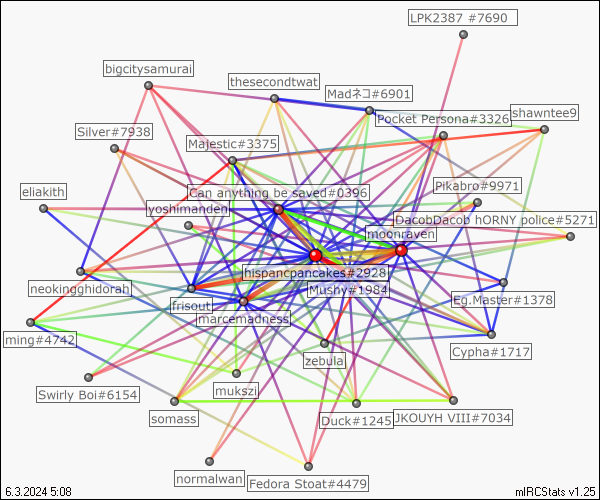 LPK2387 #7690
bigcitysamurai
thesecondtwat
Madネコ#6901
Pocket Persona#3326
shawntee9
Silver#7938
Majestic#3375
eliakith
Can anything be saved#0396
Pikabro#9971
yoshimanden
DacobDacob hORNY police#5271
moonraven
hispancpancakes#2928
neokingghidorah
Mushy#1984
Eg.Master#1378
frisout
marcemadness
ming#4742
zebula
Cypha#1717
Swirly Boi#6154
mukszi
somass
Duck#1245
JKOUYH VIII#7034
normalwan
Fedora Stoat#4479
6.3.2024 5:08
mIRCStats v1.25